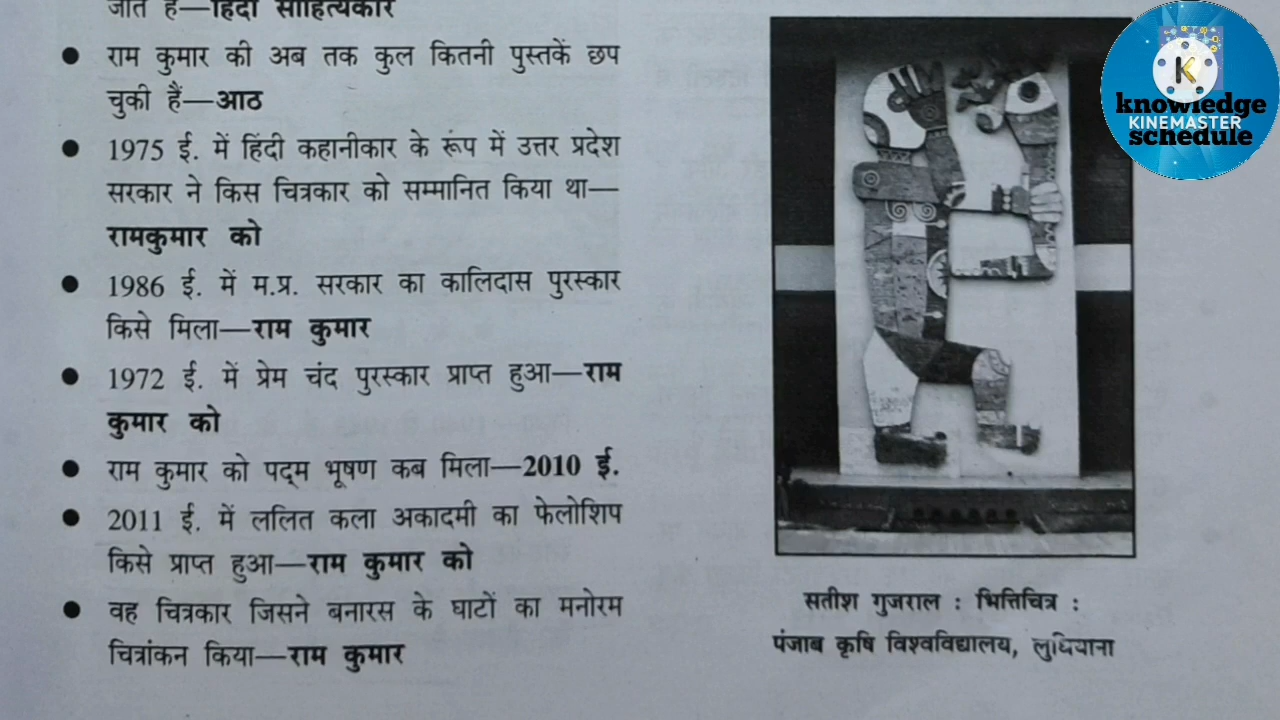 जाते हैं—हिंदी साहित्यकार
● राम कुमार की अब तक कुल कितनी पुस्तकें छप
चुकी हैं—आठ
● 1975 ई. में हिंदी कहानीकार के रूप में उत्तर प्रदेश
सरकार ने किस चित्रकार को सम्मानित किया था—
रामकुमार को
● 1986 ई. में म.प्र. सरकार का कालिदास पुरस्कार
किसे मिला—राम कुमार
● 1972 ई. में प्रेम चंद पुरस्कार प्राप्त हुआ—राम
कुमार को
● राम कुमार को पद्म भूषण कब मिला—2010 ई.
● 2011 ई. में ललित कला अकादमी का फेलोशिप
किसे प्राप्त हुआ—राम कुमार को
● वह चित्रकार जिसने बनारस के घाटों का मनोरम
चित्रांकन किया—राम कुमार
सतीश गुजराल : भित्तिचित्र :
पंजाब कृषि विश्वविद्यालय, लुधियाना
K
knowledge
KINEMASTER
schedule